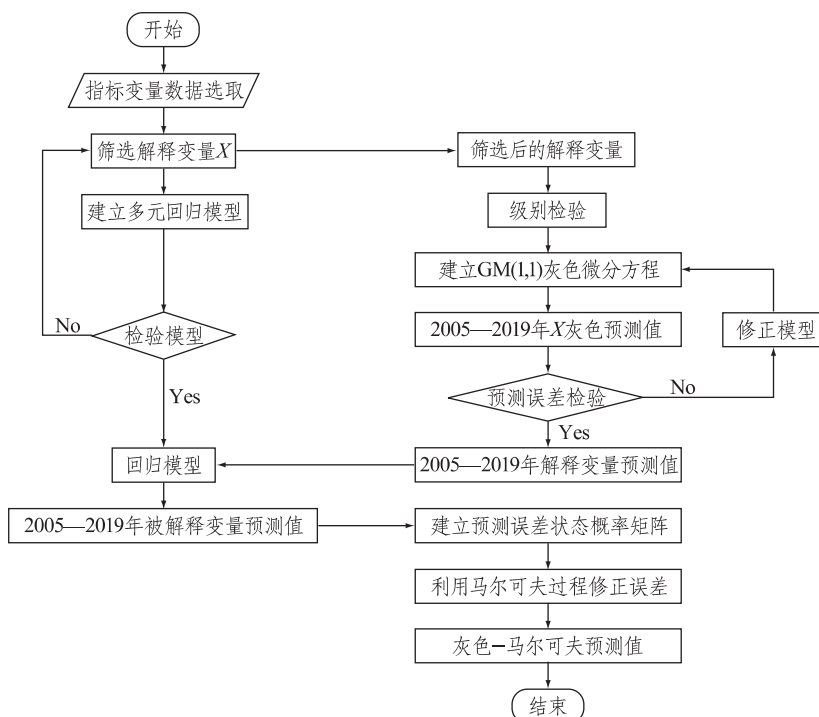 开始
指标变量数据选取
筛选解释变量X
筛选后的解释变量
建立多元回归模型
级别检验
建立GM(1,1)灰色微分方程
No
检验模型
2005—2019年X灰色预测值
修正模型
Yes
预测误差检验
No
Yes
回归模型
2005—2019年解释变量预测值
2005—2019年被解释变量预测值
建立预测误差状态概率矩阵
利用马尔可夫过程修正误差
灰色-马尔可夫预测值
结束